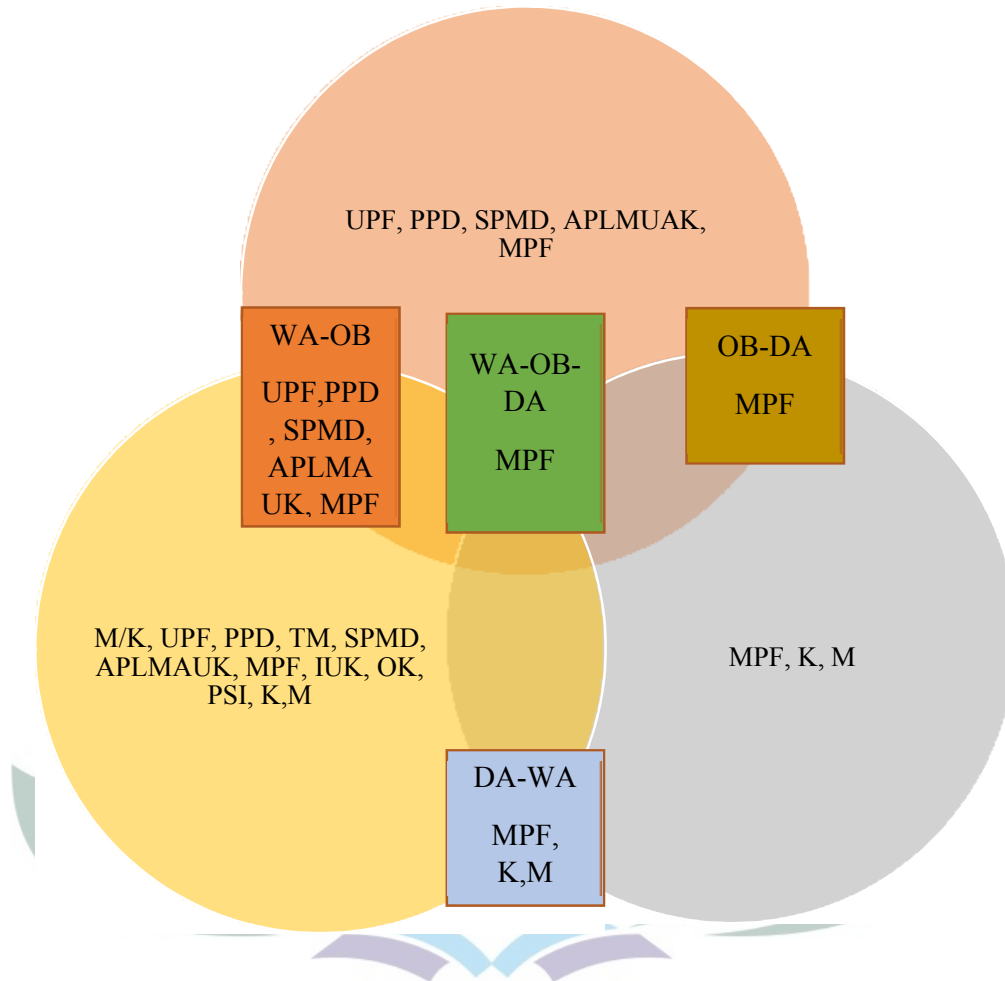 UPF, PPD, SPMD, APLMUAK,
MPF
WA-OB
UPF,PPD
, SPMD,
APLMA
UK, MPF
WA-OB-
DA
MPF
OB-DA
MPF
M/K, UPF, PPD, TM, SPMD,
APLMAUK, MPF, IUK, OK,
PSI, K,M
MPF, K, M
DA-WA
MPF,
K,M